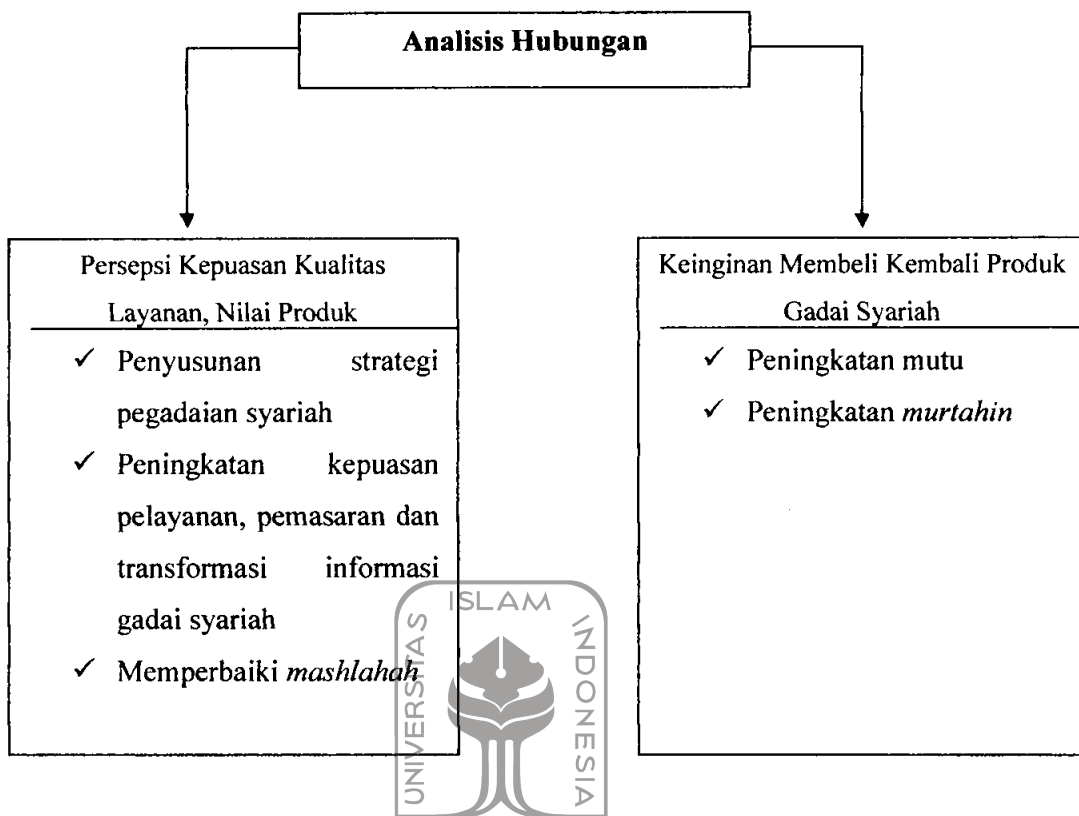 Analisis Hubungan
Persepsi Kepuasan Kualitas
Layanan, Nilai Produk
✓ Penyusunan strategi
pegadaian syariah
✓ Peningkatan kepuasan
pelayanan, pemasaran dan
transformasi informasi
gadai syariah
✓ Memperbaiki mashlahah
Keinginan Membeli Kembali Produk
Gadai Syariah
✓ Peningkatan mutu
✓ Peningkatan murtahin
UNIVERSITAS
ISLAM
INDONESIA